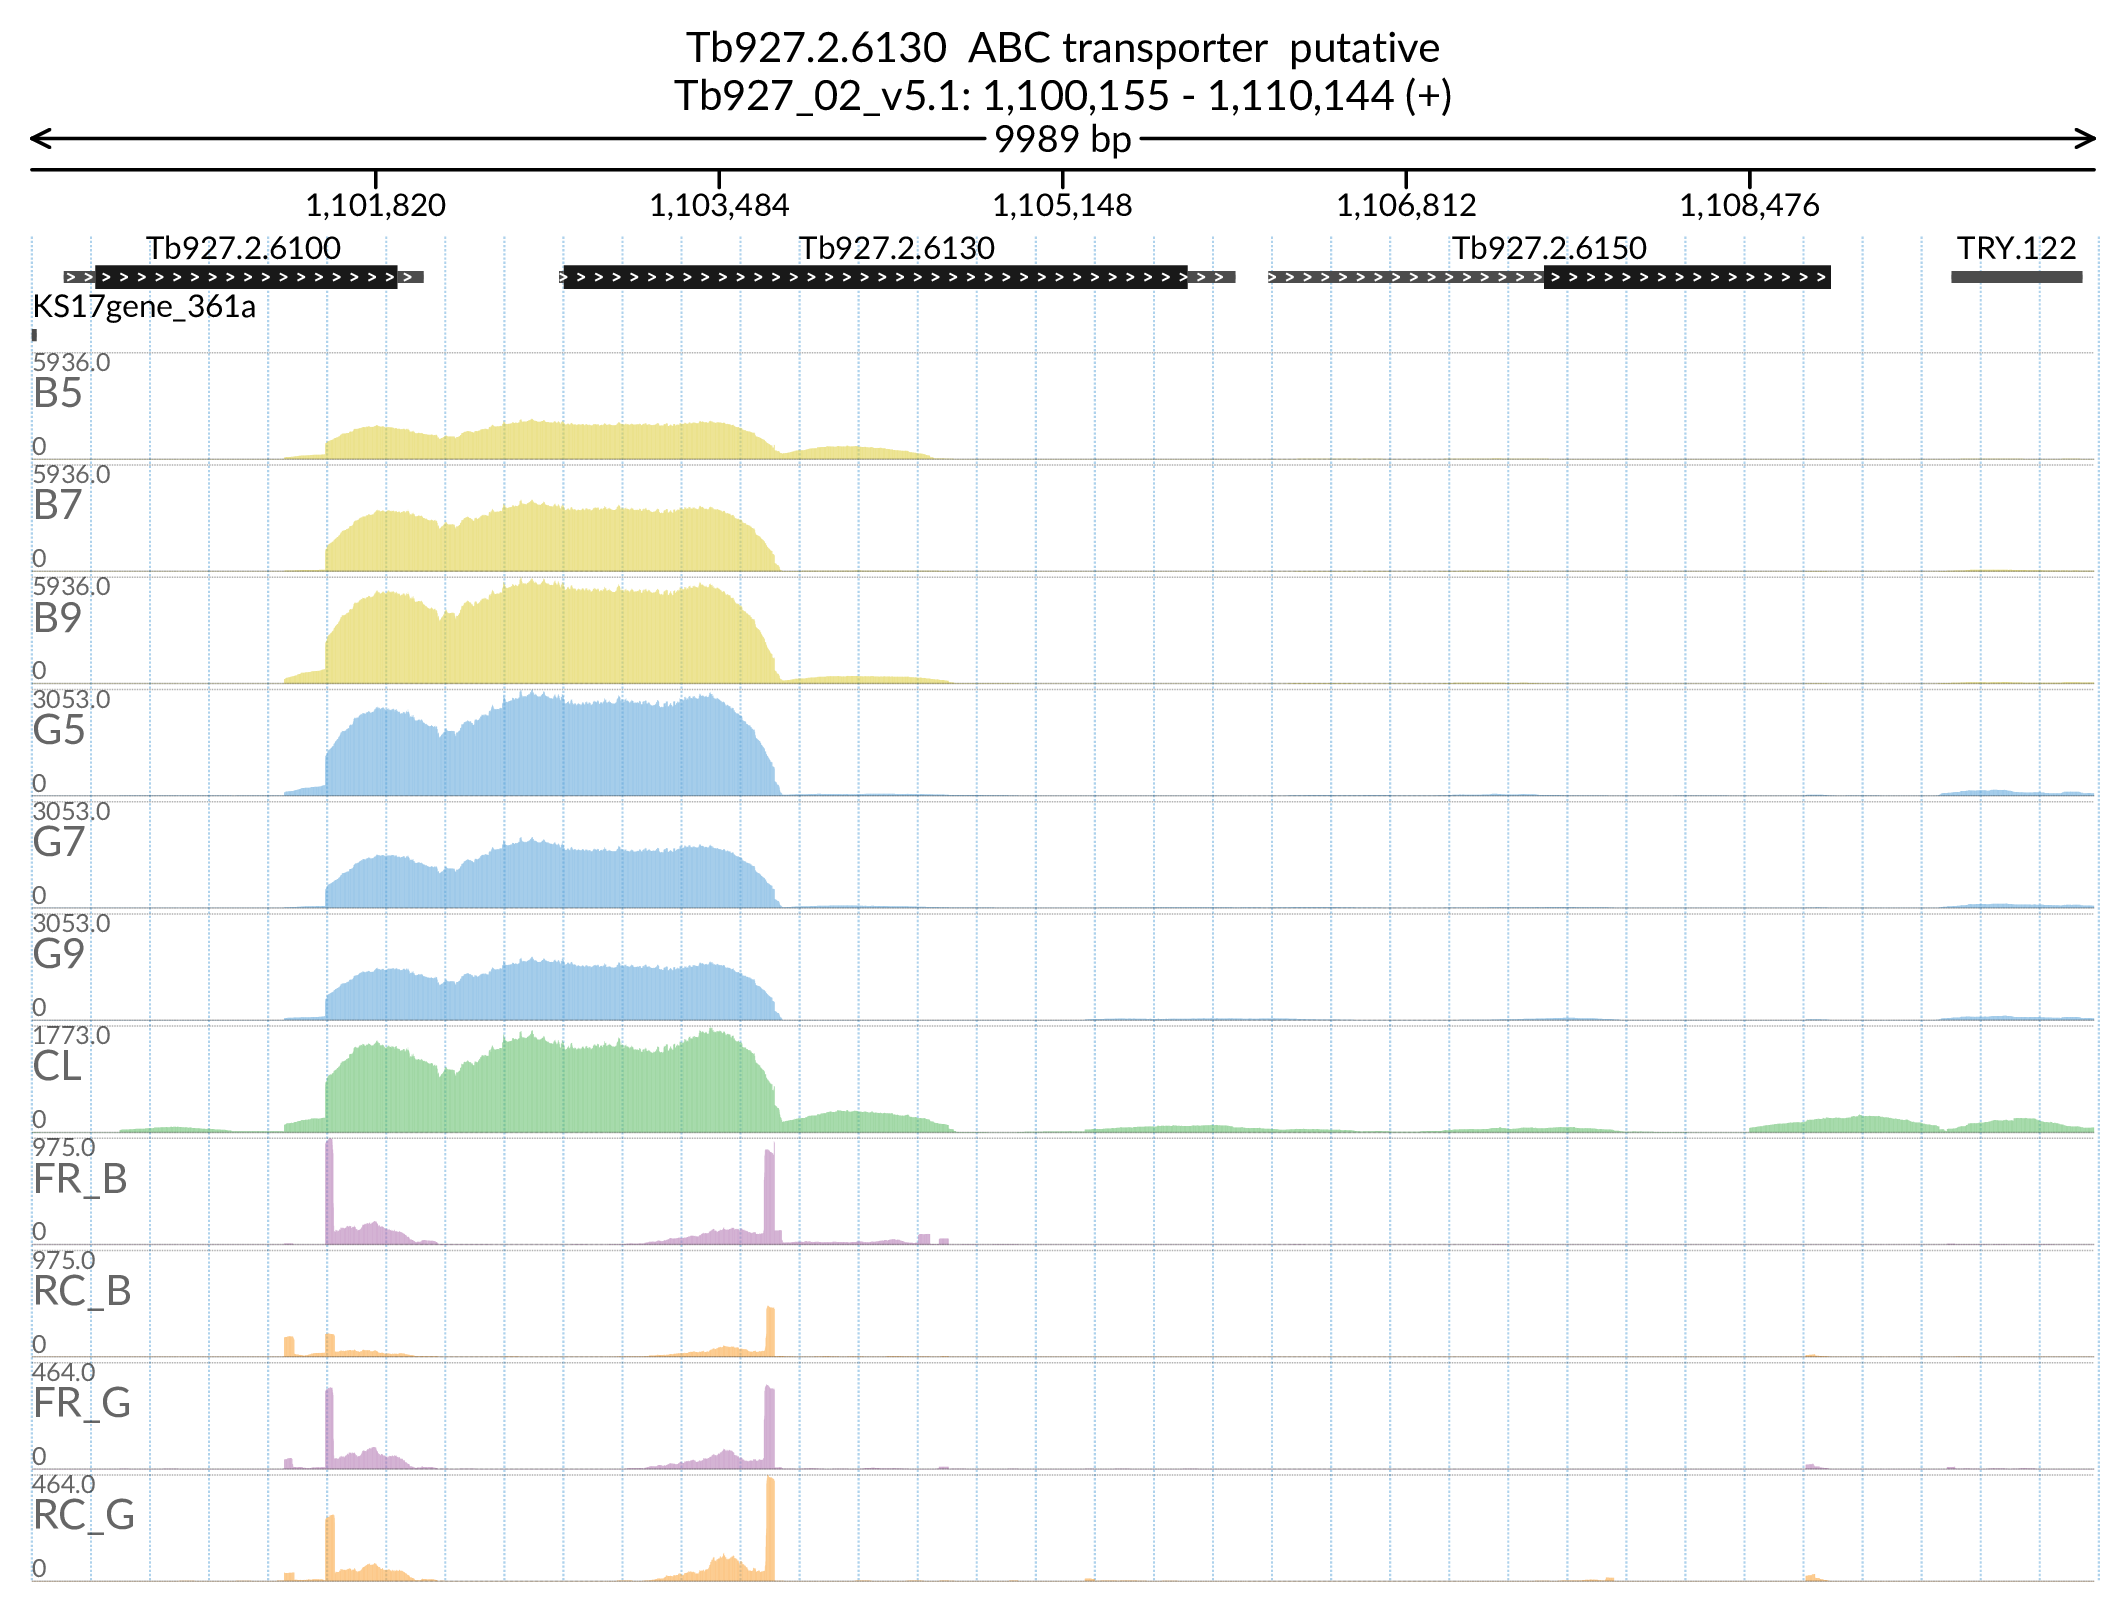 Tb927.2.6130 ABC transporter putative
Tb927_02_v5.1: 1,100,155 - 1,110,144 (+)
9989 bp
1,101,820 1,103,484 1,105,148 1,106,812 1,108,476
Tb927.2.6100 Tb927.2.6130 Tb927.2.6150 TRY.122
KS17gene_361a
5936.0
B5
0
5936.0
B7
0
5936.0
B9
0
3053.0
G5
0
3053.0
G7
0
3053.0
G9
0
1773.0
CL
0
975.0
FR_B
0
975.0
RC_B
0
464.0
FR_G
0
464.0
RC_G
0